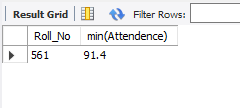 Result Grid Filter Rows:
Roll_No min(Attendence)
561 91.4